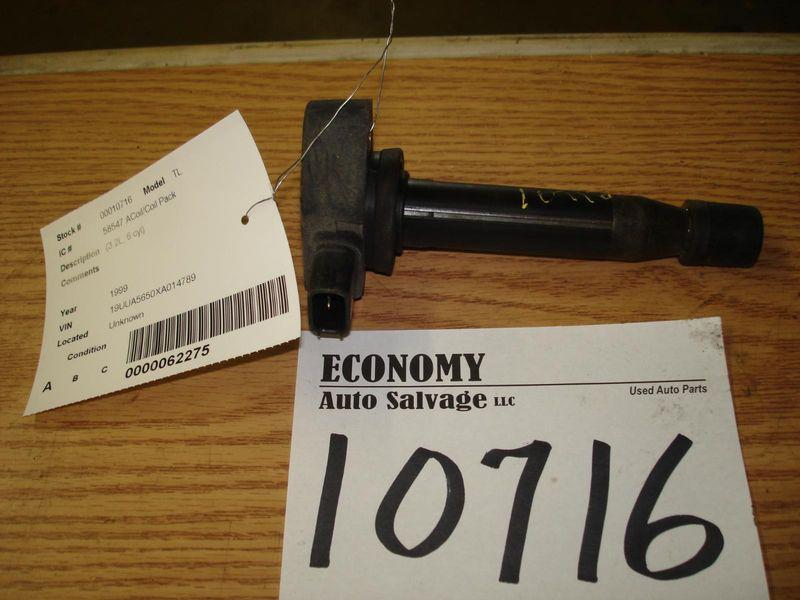 Stock # 00010716 Model TL
IC # 58547 ACoil/Coil Pack
Description (3.2L, 6 cyl)
Comments
Year 1999
VIN 19UUA5650XA014789
Located Unknown
Condition
A B C 0000062275
ECONOMY
Auto Salvage LLC
Used Auto Parts
10716